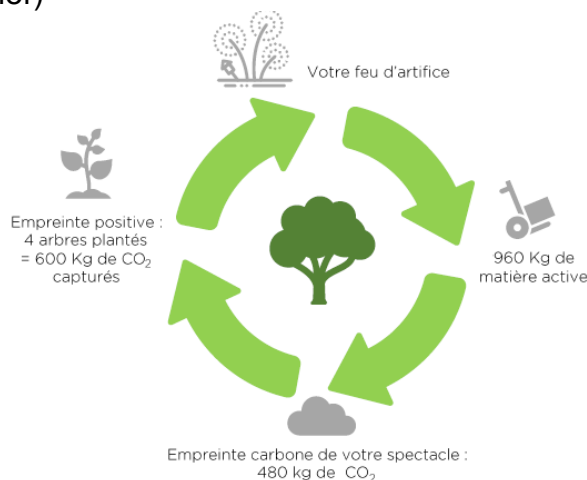 Votre feu d'artifice
960 Kg de
matière active
Empreinte carbone de votre spectacle :
480 kg de CO₂
Empreinte positive :
4 arbres plantés
= 600 Kg de CO₂
capturés